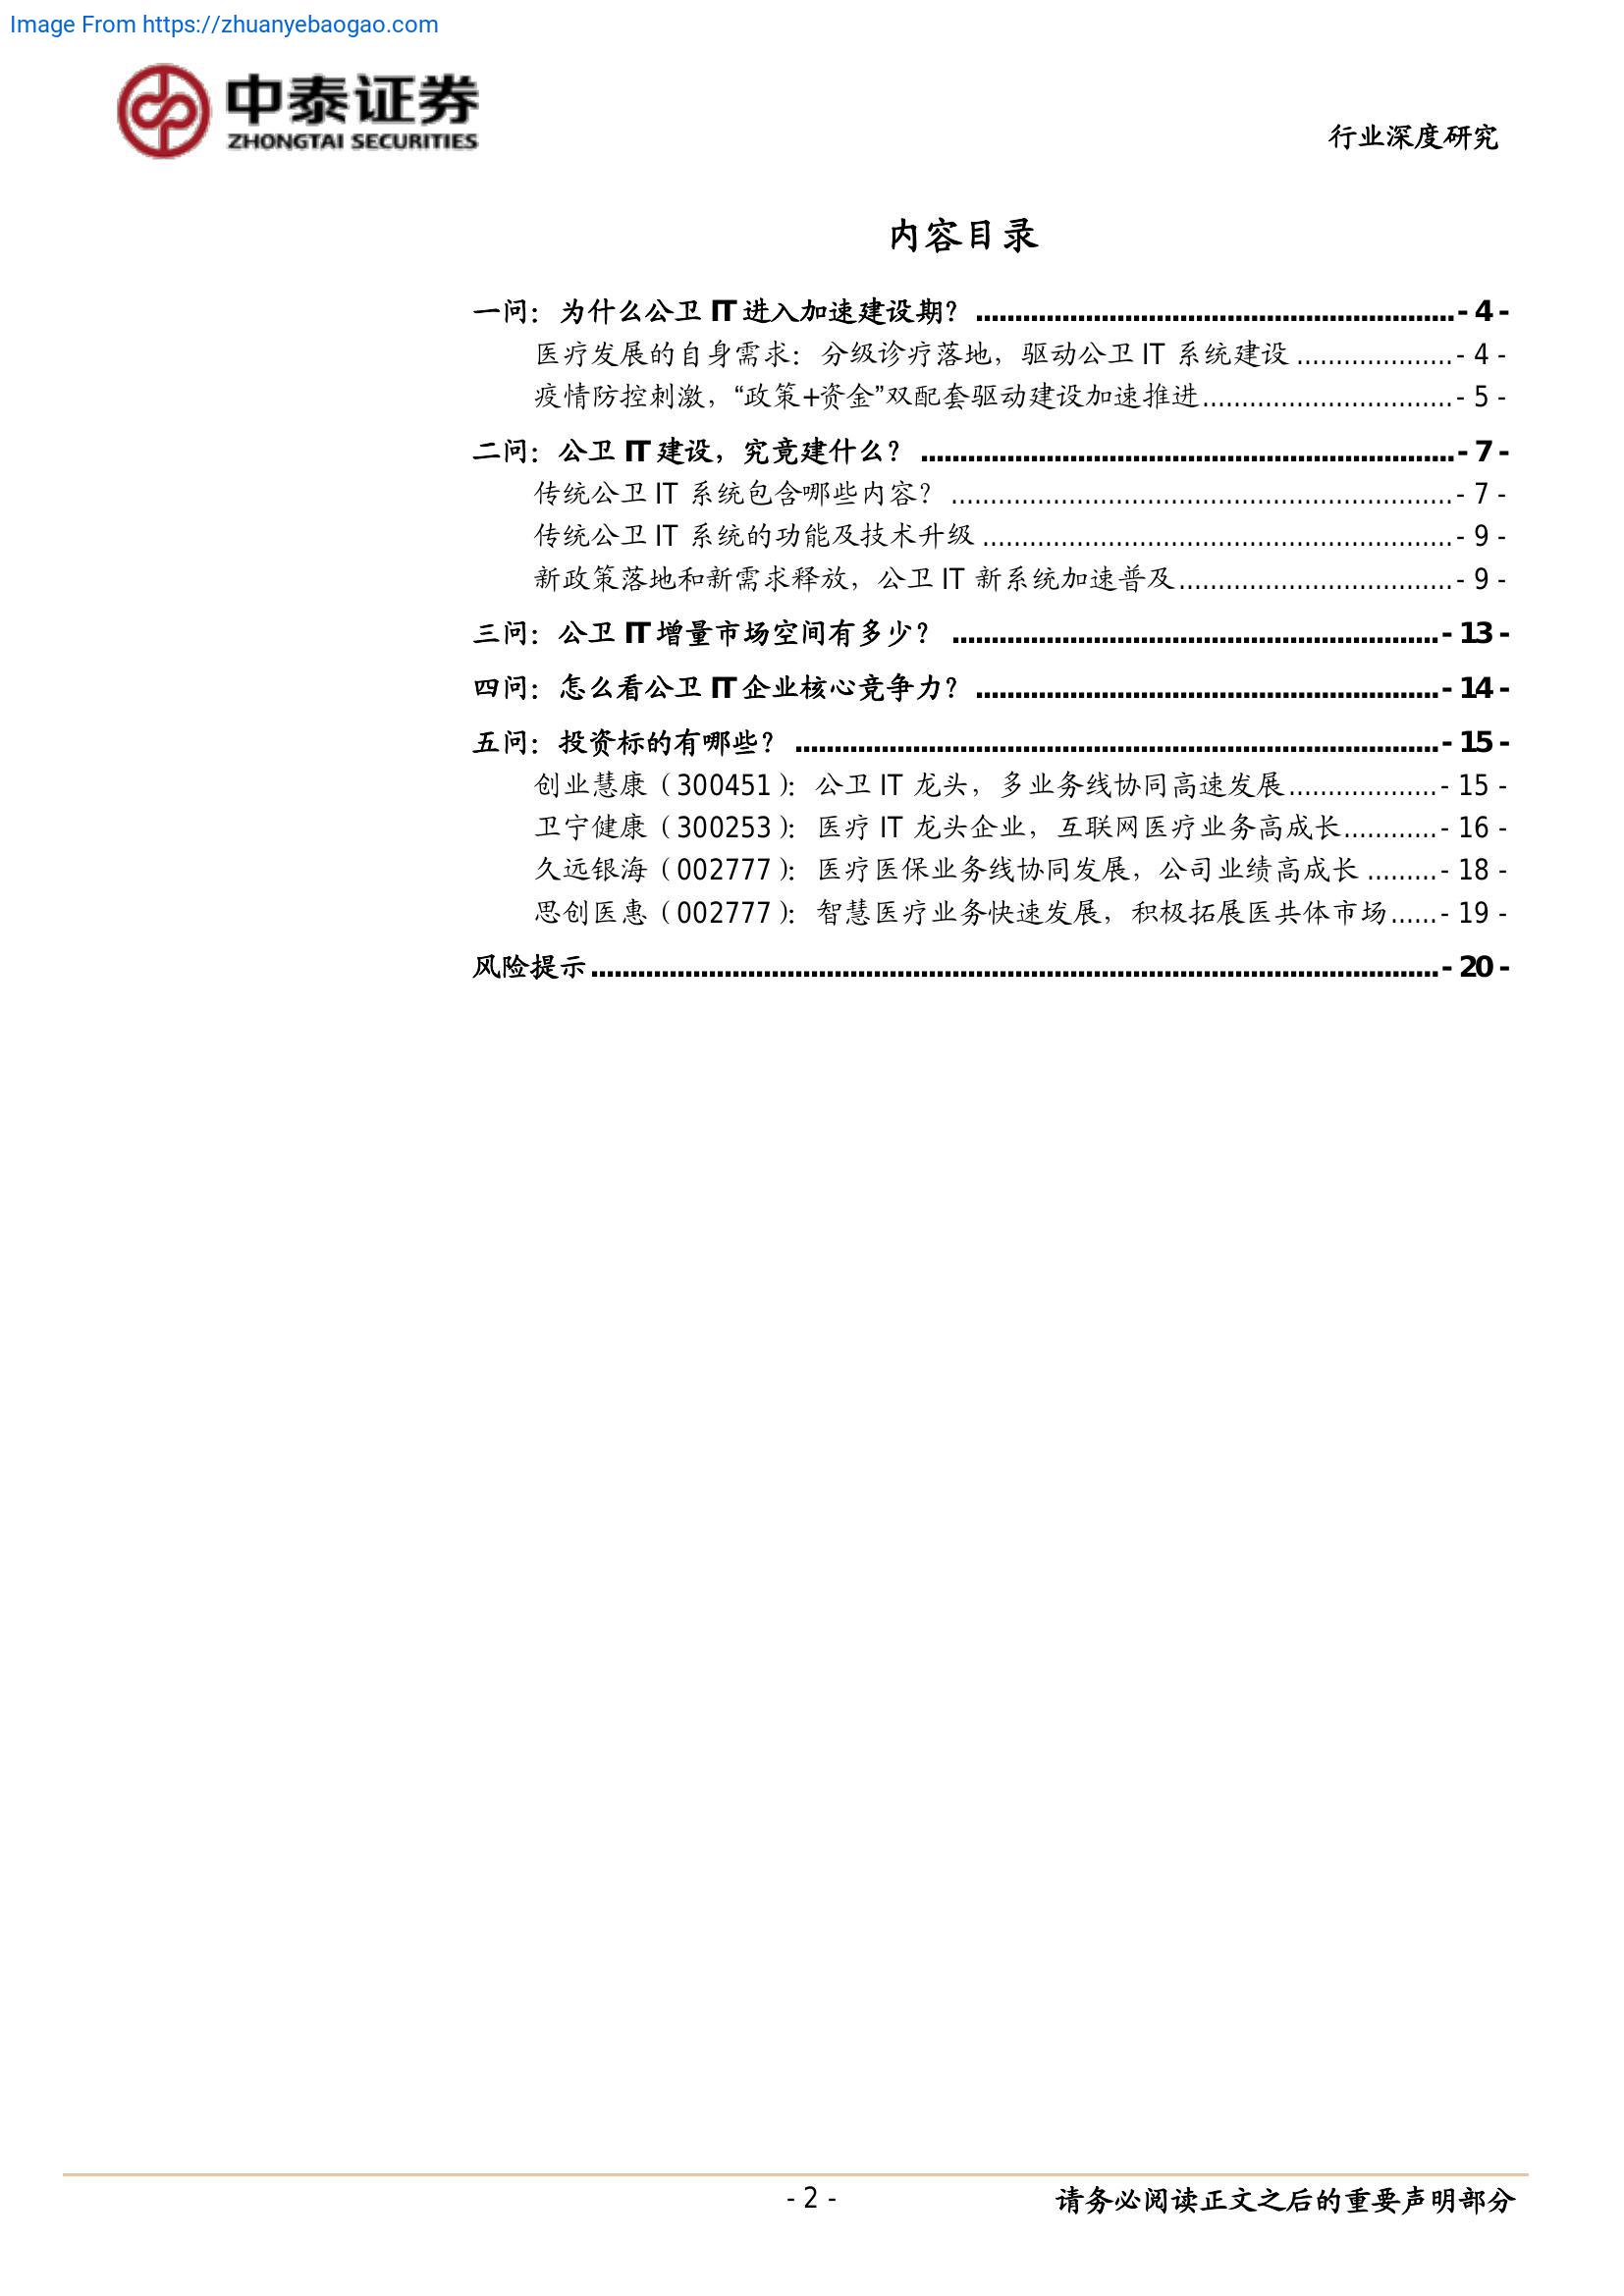 Image From https://zhuanyebaogao.com
中泰证券
ZHONGTAI SECURITIES
行业深度研究
内容目录
一问：为什么公卫 IT 进入加速建设期？ ............................................................. - 4 -
医疗发展的自身需求：分级诊疗落地，驱动公卫 IT 系统建设 .................... - 4 -
疫情防控刺激，“政策+资金”双配套驱动建设加速推进................................ - 5 -
二问：公卫 IT 建设，究竟建什么？ .................................................................... - 7 -
传统公卫 IT 系统包含哪些内容？ ................................................................ - 7 -
传统公卫 IT 系统的功能及技术升级 ............................................................ - 9 -
新政策落地和新需求释放，公卫 IT 新系统加速普及................................... - 9 -
三问：公卫 IT 增量市场空间有多少？ .............................................................. - 13 -
四问：怎么看公卫 IT 企业核心竞争力？ ........................................................... - 14 -
五问：投资标的有哪些？ .................................................................................. - 15 -
创业慧康（300451）：公卫 IT 龙头，多业务线协同高速发展................... - 15 -
卫宁健康（300253）：医疗 IT 龙头企业，互联网医疗业务高成长............ - 16 -
久远银海（002777）：医疗医保业务线协同发展，公司业绩高成长 ......... - 18 -
思创医惠（002777）：智慧医疗业务快速发展，积极拓展医共体市场...... - 19 -
风险提示............................................................................................................ - 20 -
- 2 -
请务必阅读正文之后的重要声明部分